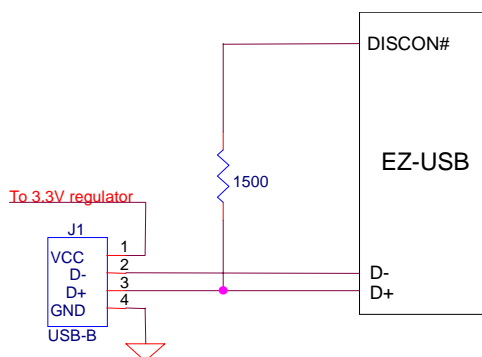 DISCON#
EZ-USB
1500
To 3.3V regulator
J1
VCC 1
D- 2
D+ 3
GND 4
USB-B
D-
D+